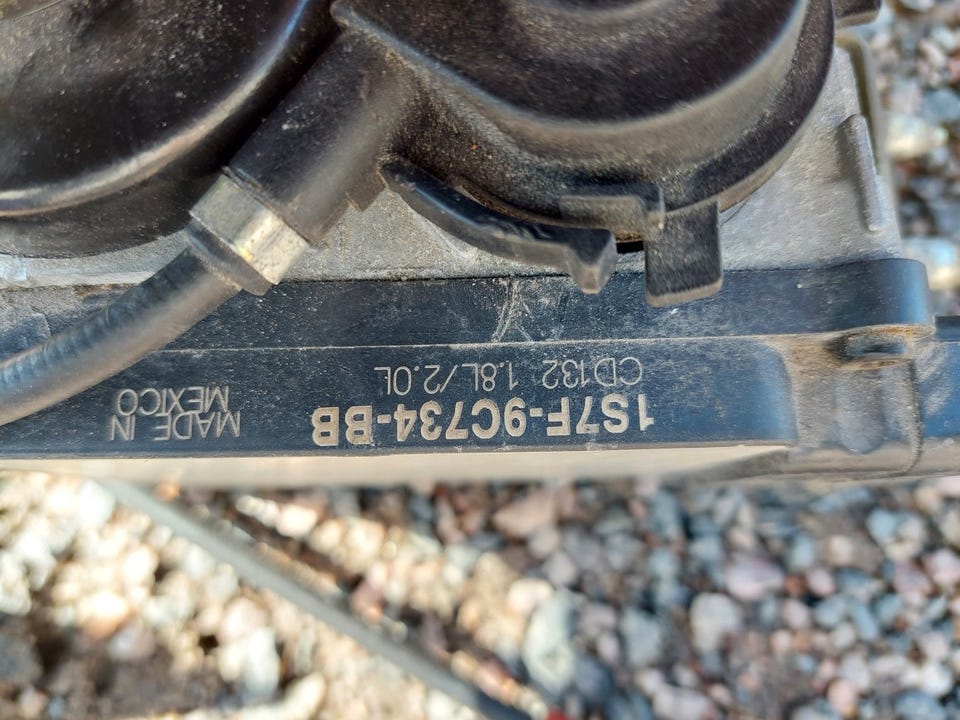 1S7F-9C734-BB
CD132 1.8L/2.0L
MADE IN
MEXICO